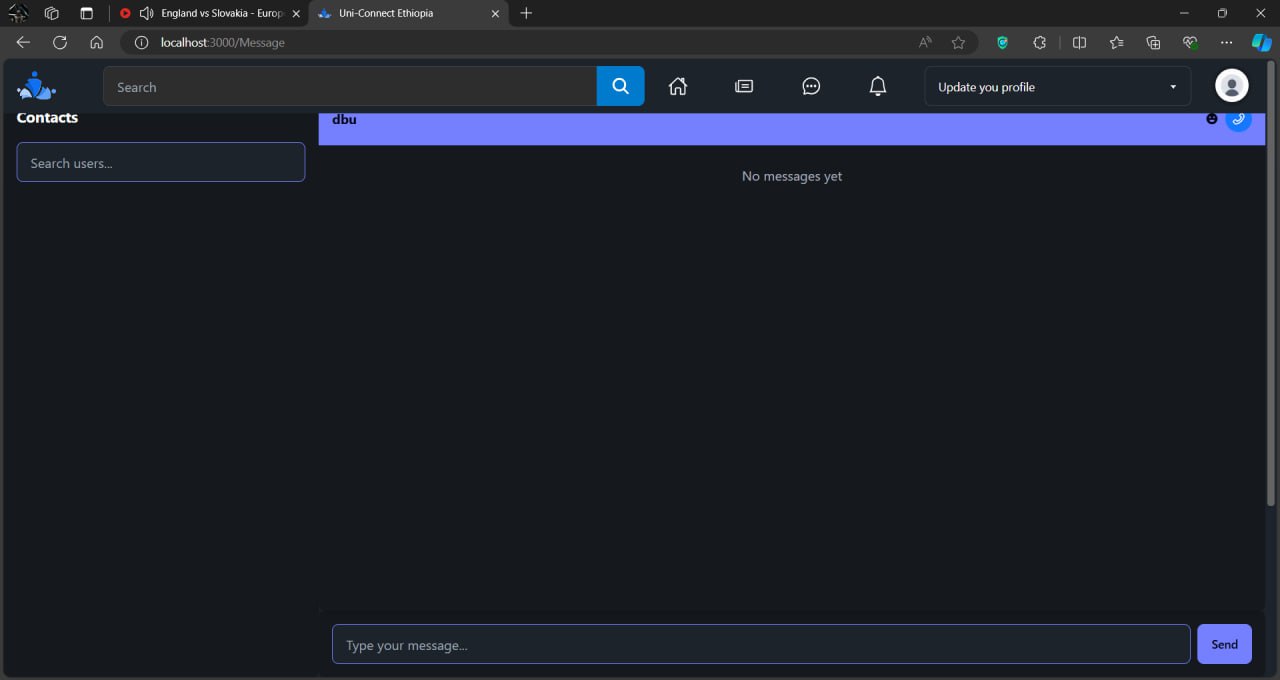 England vs Slovakia - Europ
Uni-Connect Ethiopia
localhost:3000/Message
Search
Update you profile
Contacts
dbu
Search users...
No messages yet
Type your message...
Send